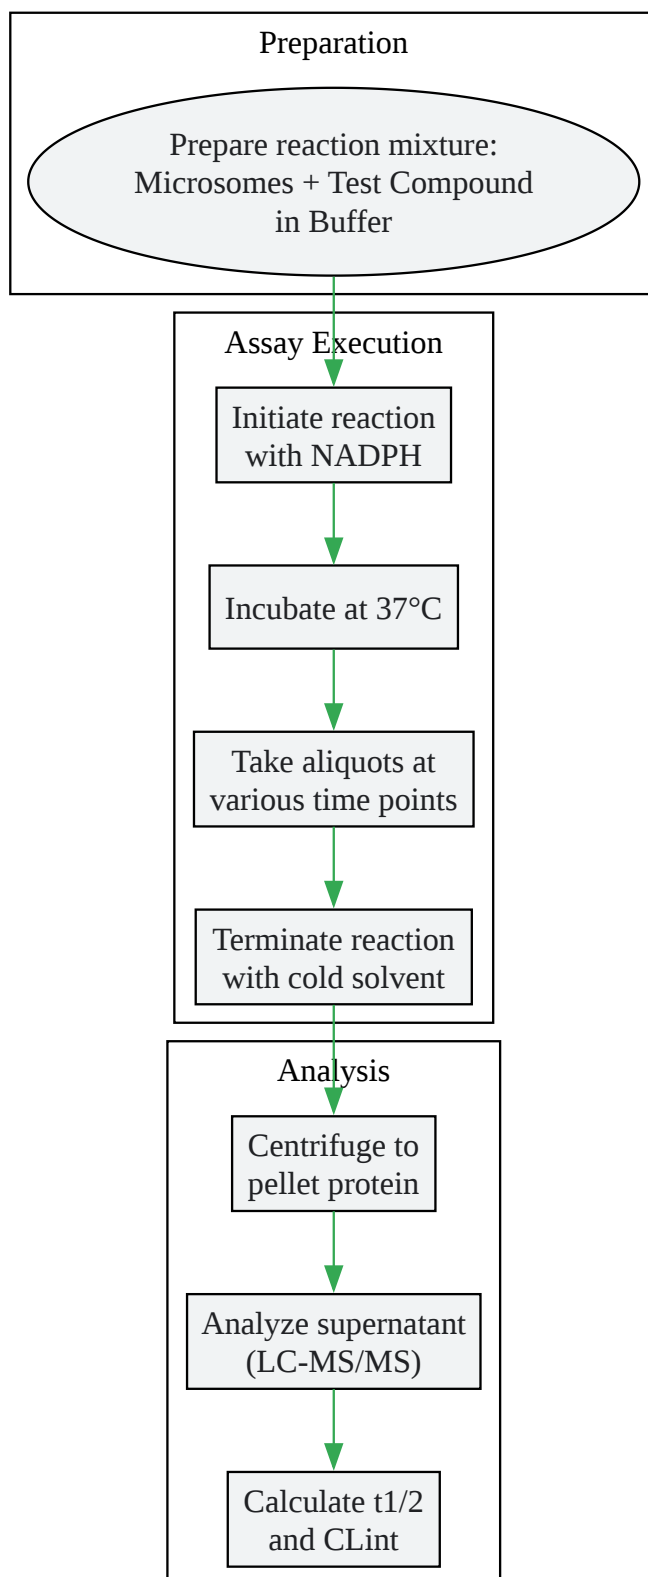 Preparation
Prepare reaction mixture:
Microsomes + Test Compound
in Buffer
Assay Execution
Initiate reaction
with NADPH
Incubate at 37°C
Take aliquots at
various time points
Terminate reaction
with cold solvent
Analysis
Centrifuge to
pellet protein
Analyze supernatant
(LC-MS/MS)
Calculate t1/2
and CLint